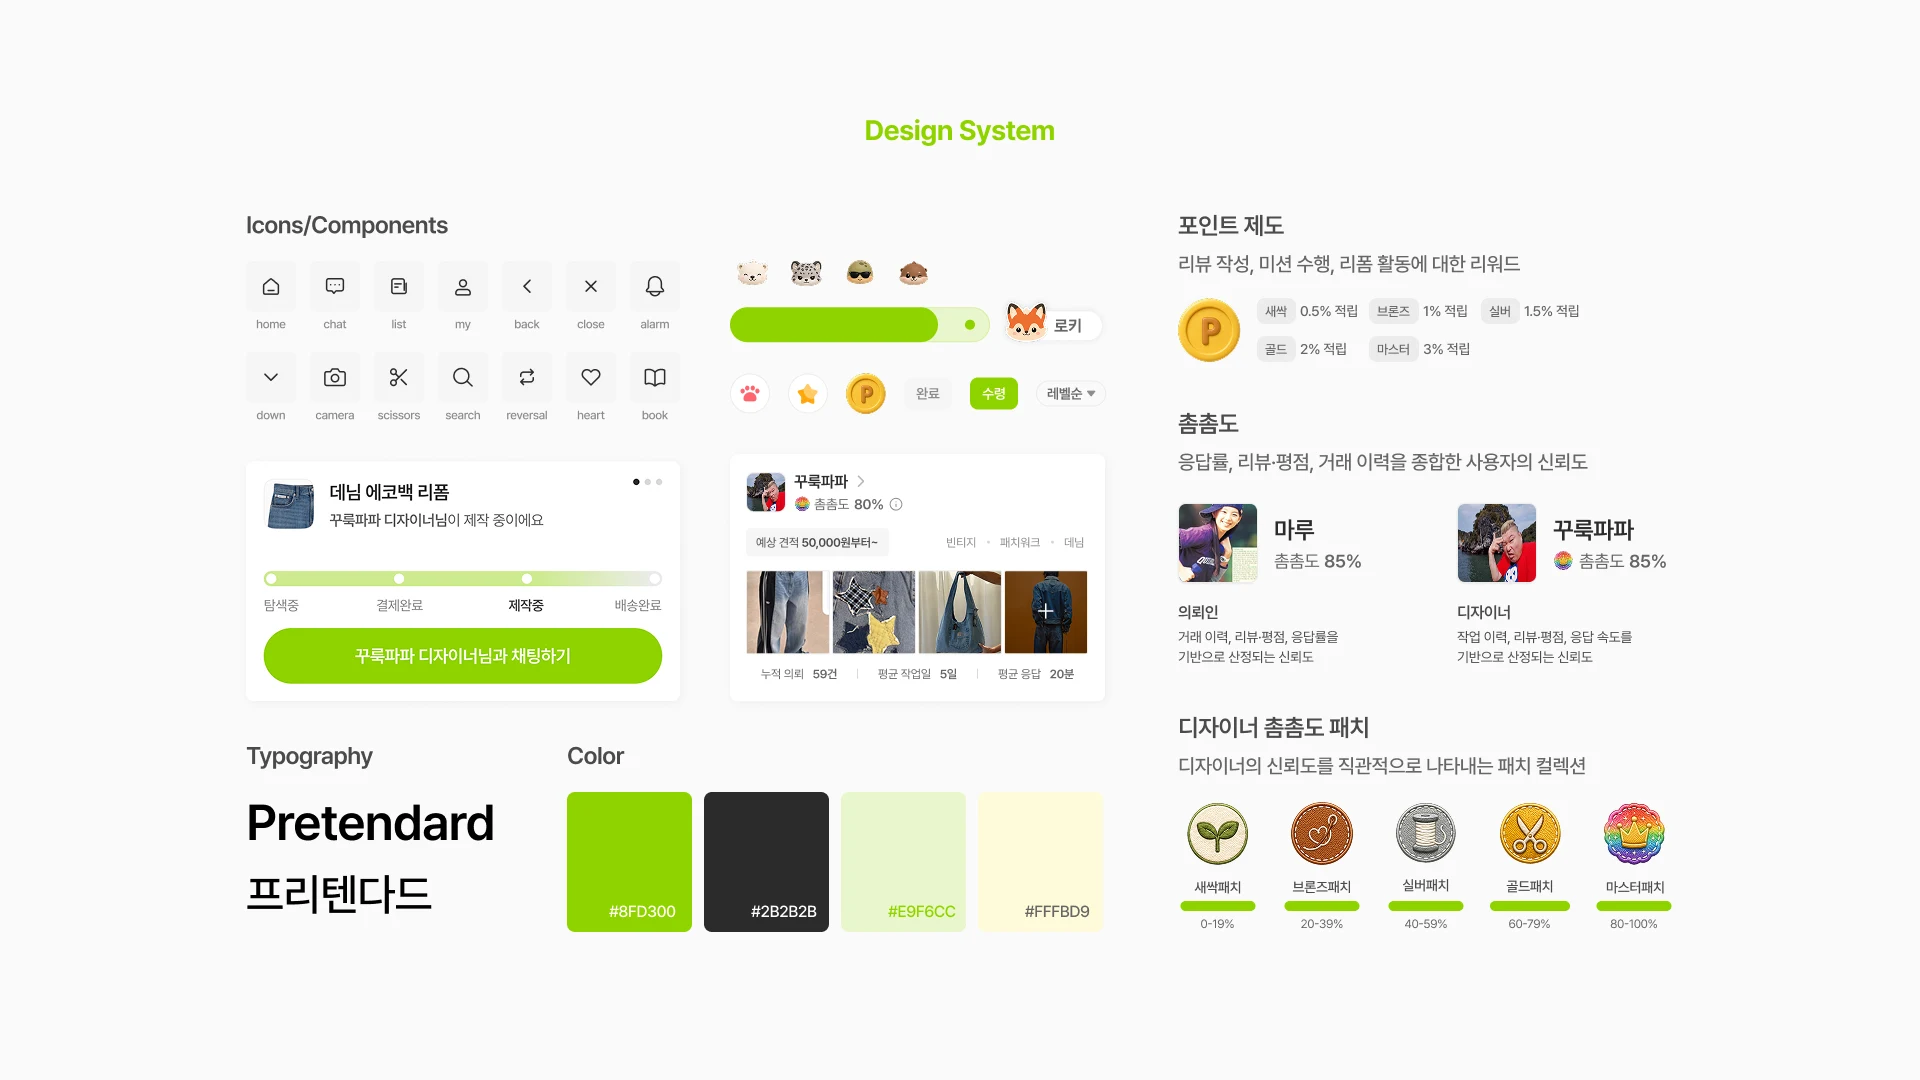 Design System
Icons/Components
home chat list my back close alarm
down camera scissors search reversal heart book
로키
P 완료 수령 레벨순
데님 에코백 리폼
꾸룩파파 디자이너님이 제작 중이에요
탐색중 결제완료 제작중 배송완료
꾸룩파파 디자이너님과 채팅하기
꾸룩파파
촘촘도 80%
예상 견적 50,000원부터~ 빈티지 • 패치워크 • 데님
누적 의뢰 59건 평균 작업일 5일 평균 응답 20분
Typography
Pretendard
프리텐다드
Color
#8FD300 #2B2B2B #E9F6CC #FFFBD9
포인트 제도
리뷰 작성, 미션 수행, 리폼 활동에 대한 리워드
P
새싹 0.5% 적립 브론즈 1% 적립 실버 1.5% 적립
골드 2% 적립 마스터 3% 적립
촘촘도
응답률, 리뷰·평점, 거래 이력을 종합한 사용자의 신뢰도
마루
촘촘도 85%
의뢰인
거래 이력, 리뷰·평점, 응답률을
기반으로 산정되는 신뢰도
꾸룩파파
촘촘도 85%
디자이너
작업 이력, 리뷰·평점, 응답 속도를
기반으로 산정되는 신뢰도
디자이너 촘촘도 패치
디자이너의 신뢰도를 직관적으로 나타내는 패치 컬렉션
새싹패치 브론즈패치 실버패치 골드패치 마스터패치
0-19% 20-39% 40-59% 60-79% 80-100%